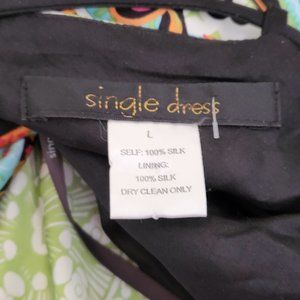 single dress
L
SELF: 100% SILK
LINING:
100% SILK
DRY CLEAN ONLY